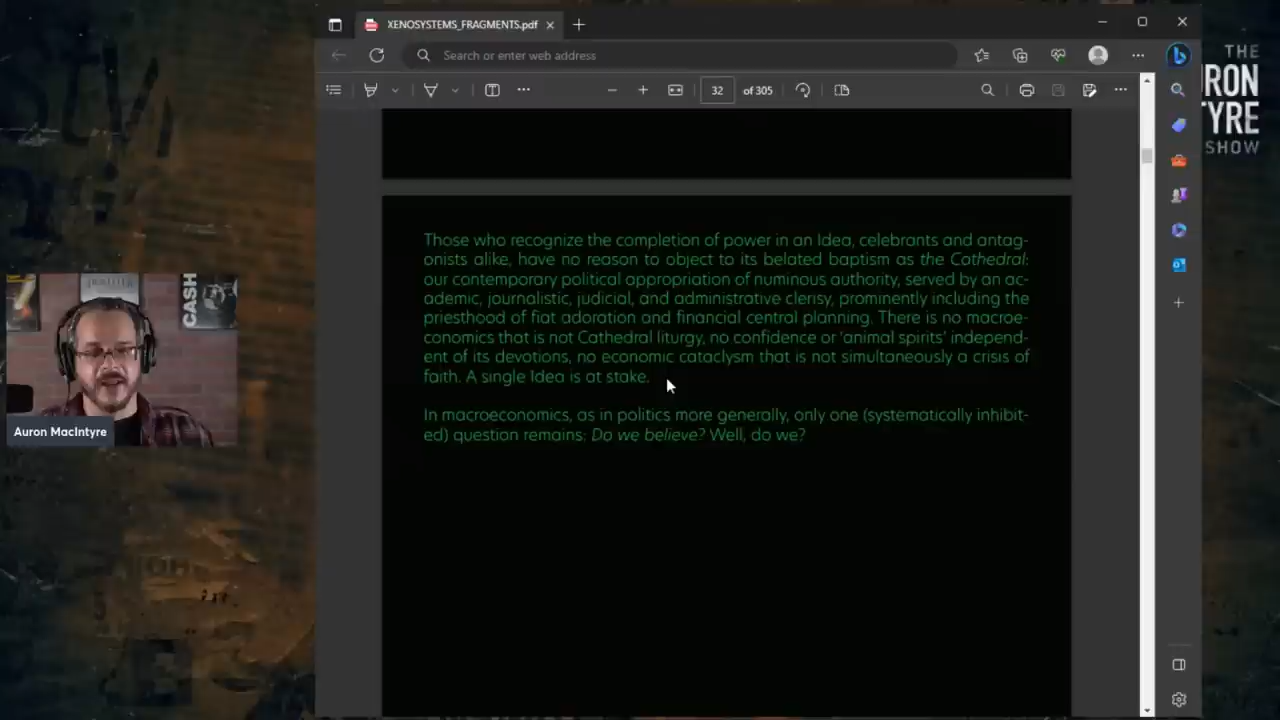 XENOSYSTEMS_FRAGMENTS.pdf
Search or enter web address
32 of 305
THE
SHOW
Those who recognize the completion of power in an Idea, celebrants and antag-
onists alike, have no reason to object to its belated baptism as the Cathedral:
our contemporary political appropriation of numinous authority, served by an ac-
ademic, journalistic, judicial, and administrative clerisy, prominently including the
priesthood of fiat adoration and financial central planning. There is no macroe-
conomics that is not Cathedral liturgy, no confidence or 'animal spirits' independ-
ent of its devotions, no economic cataclysm that is not simultaneously a crisis of
faith. A single Idea is at stake.
In macroeconomics, as in politics more generally, only one (systematically inhibit-
ed) question remains: Do we believe? Well, do we?
CASH
Auron MacIntyre